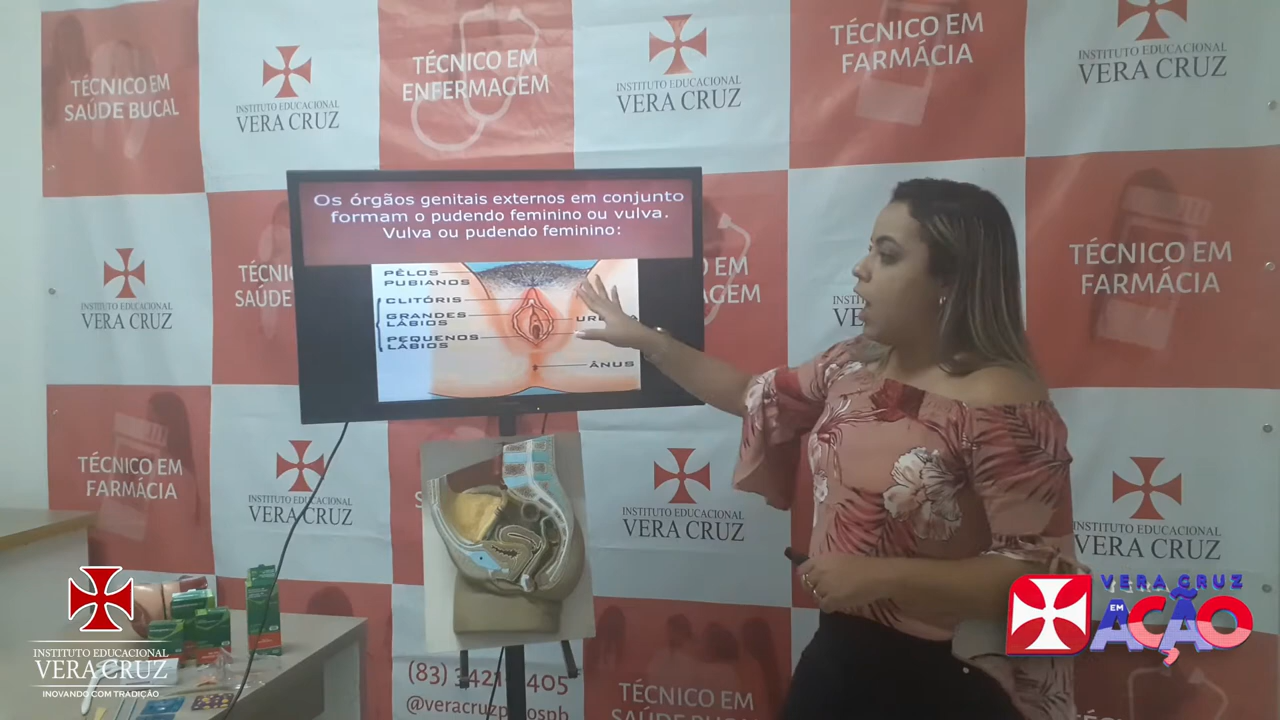 TÉCNICO EM
SAÚDE BUCAL
INSTITUTO EDUCACIONAL
VERA CRUZ
TÉCNICO EM
ENFERMAGEM
INSTITUTO EDUCACIONAL
VERA CRUZ
TÉCNICO EM
FARMÁCIA
INSTITUTO EDUCACIONAL
VERA CRUZ
Os órgãos genitais externos em conjunto
formam o pudendo feminino ou vulva.
Vulva ou pudendo feminino:
PÊLOS
PUBIANOS
CLITÓRIS
GRANDES
LÁBIOS
PEQUENOS
LÁBIOS
ÂNUS
INSTITUTO EDUCACIONAL
VERA CRUZ
EM
TÉCNICO EM
FARMÁCIA
TÉCNICO EM
FARMÁCIA
INSTITUTO EDUCACIONAL
VERA CRUZ
INSTITUTO EDUCACIONAL
VERA CRUZ
INSTITUTO EDUCACIONAL
VERA CRUZ
INSTITUTO EDUCACIONAL
VERA CRUZ
INOVANDO COM TRADIÇÃO
VERA CRUZ
EM
AÇÃO
(83)
TÉCNICO EM